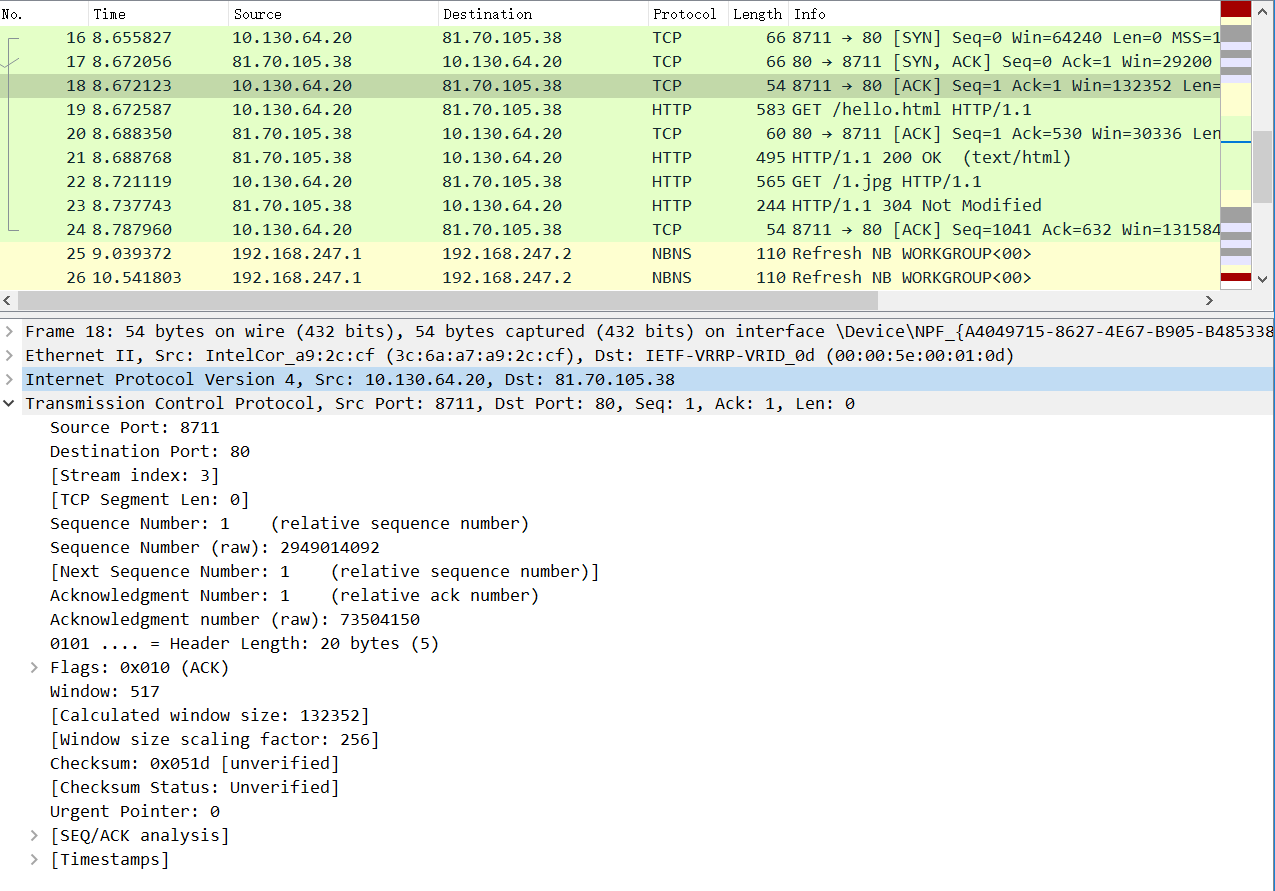 No. Time Source Destination Protocol Length Info
16 8.655827 10.130.64.20 81.70.105.38 TCP 66 8711 → 80 [SYN] Seq=0 Win=64240 Len=0 MSS=1
17 8.672056 81.70.105.38 10.130.64.20 TCP 66 80 → 8711 [SYN, ACK] Seq=0 Ack=1 Win=29200
18 8.672123 10.130.64.20 81.70.105.38 TCP 54 8711 → 80 [ACK] Seq=1 Ack=1 Win=132352 Len=
19 8.672587 10.130.64.20 81.70.105.38 HTTP 583 GET /hello.html HTTP/1.1
20 8.688350 81.70.105.38 10.130.64.20 TCP 60 80 → 8711 [ACK] Seq=1 Ack=530 Win=30336 Len
21 8.688768 81.70.105.38 10.130.64.20 HTTP 495 HTTP/1.1 200 OK (text/html)
22 8.721119 10.130.64.20 81.70.105.38 HTTP 565 GET /1.jpg HTTP/1.1
23 8.737743 81.70.105.38 10.130.64.20 HTTP 244 HTTP/1.1 304 Not Modified
24 8.787960 10.130.64.20 81.70.105.38 TCP 54 8711 → 80 [ACK] Seq=1041 Ack=632 Win=131584
25 9.039372 192.168.247.1 192.168.247.2 NBNS 110 Refresh NB WORKGROUP<00>
26 10.541803 192.168.247.1 192.168.247.2 NBNS 110 Refresh NB WORKGROUP<00>
Frame 18: 54 bytes on wire (432 bits), 54 bytes captured (432 bits) on interface \Device\NPF_{A4049715-8627-4E67-B905-B485338
Ethernet II, Src: IntelCor_a9:2c:cf (3c:6a:a7:a9:2c:cf), Dst: IETF-VRRP-VRID_0d (00:00:5e:00:01:0d)
Internet Protocol Version 4, Src: 10.130.64.20, Dst: 81.70.105.38
Transmission Control Protocol, Src Port: 8711, Dst Port: 80, Seq: 1, Ack: 1, Len: 0
Source Port: 8711
Destination Port: 80
[Stream index: 3]
[TCP Segment Len: 0]
Sequence Number: 1 (relative sequence number)
Sequence Number (raw): 2949014092
[Next Sequence Number: 1 (relative sequence number)]
Acknowledgment Number: 1 (relative ack number)
Acknowledgment number (raw): 73504150
0101 .... = Header Length: 20 bytes (5)
Flags: 0x010 (ACK)
Window: 517
[Calculated window size: 132352]
[Window size scaling factor: 256]
Checksum: 0x051d [unverified]
[Checksum Status: Unverified]
Urgent Pointer: 0
[SEQ/ACK analysis]
[Timestamps]